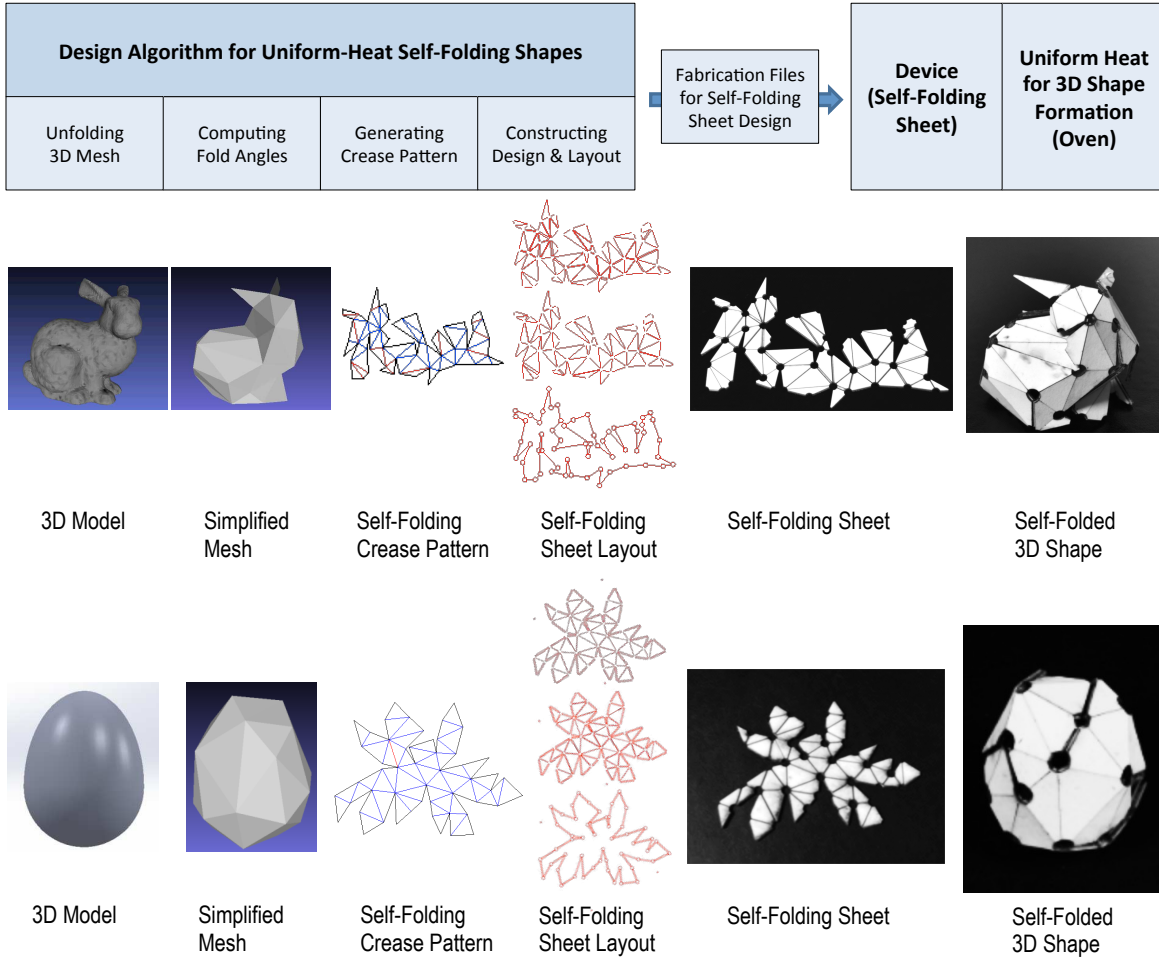 Design Algorithm for Uniform-Heat Self-Folding Shapes
Unfolding
3D Mesh
Computing
Fold Angles
Generating
Crease Pattern
Constructing
Design & Layout
Fabrication Files
for Self-Folding
Sheet Design
Device
(Self-Folding
Sheet)
Uniform Heat
for 3D Shape
Formation
(Oven)
3D Model
Simplified
Mesh
Self-Folding
Crease Pattern
Self-Folding
Sheet Layout
Self-Folding Sheet
Self-Folded
3D Shape
3D Model
Simplified
Mesh
Self-Folding
Crease Pattern
Self-Folding
Sheet Layout
Self-Folding Sheet
Self-Folded
3D Shape